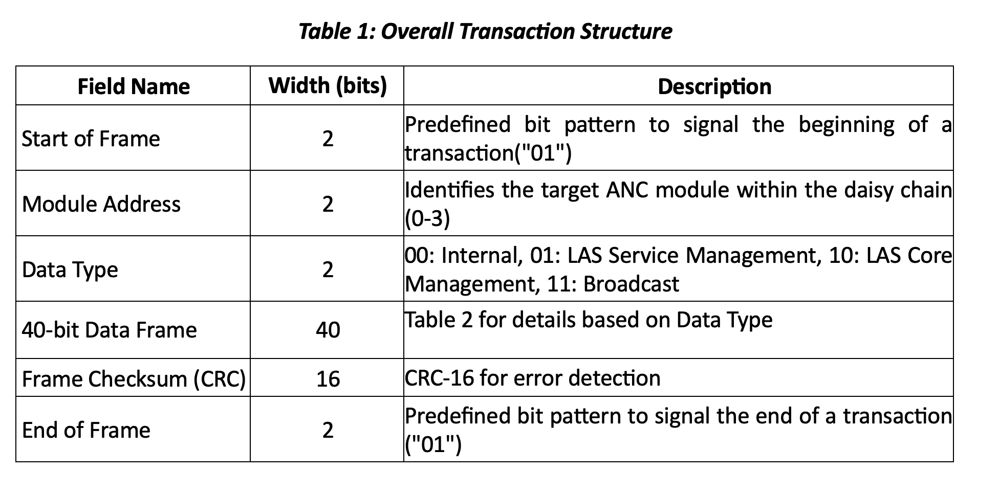 Table 1: Overall Transaction Structure
Field Name Width (bits) Description
Start of Frame 2 Predefined bit pattern to signal the beginning of a
transaction("01")
Module Address 2 Identifies the target ANC module within the daisy chain
(0-3)
Data Type 2 00: Internal, 01: LAS Service Management, 10: LAS Core
Management, 11: Broadcast
40-bit Data Frame 40 Table 2 for details based on Data Type
Frame Checksum (CRC) 16 CRC-16 for error detection
End of Frame 2 Predefined bit pattern to signal the end of a transaction
("01")